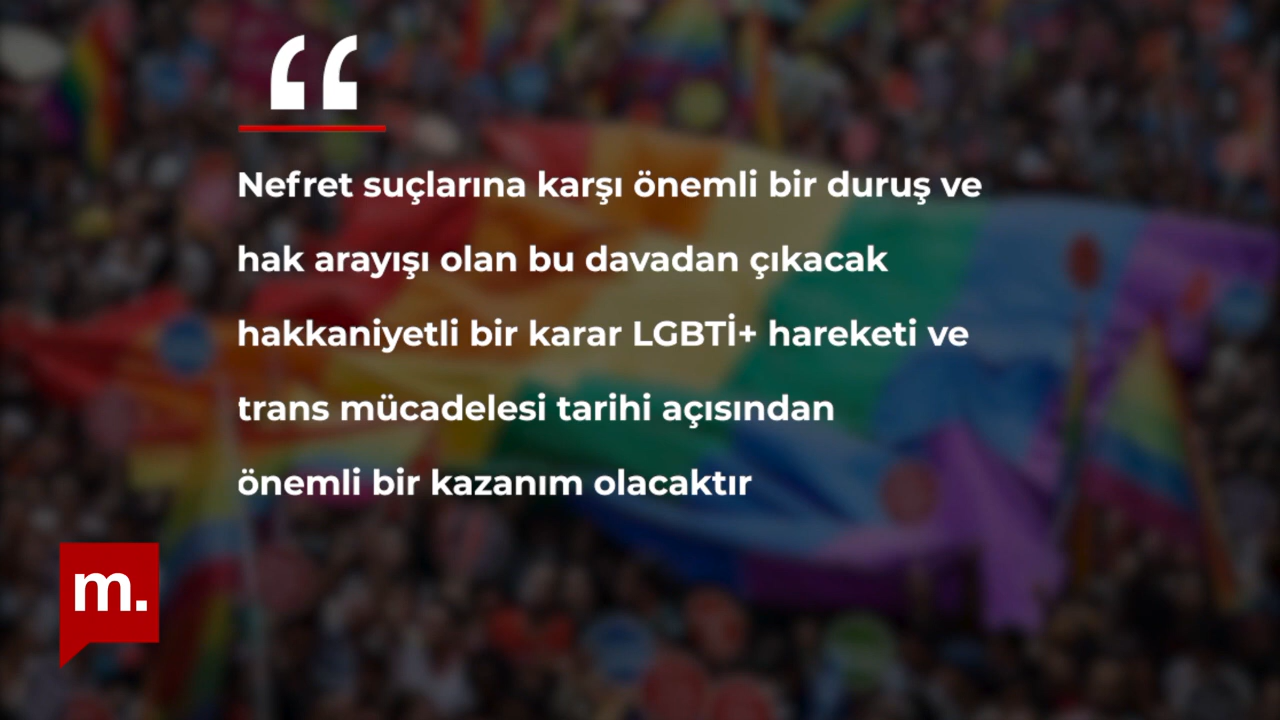 “
Nefret suçlarına karşı önemli bir duruş ve
hak arayışı olan bu davadan çıkacak
hakkaniyetli bir karar LGBTİ+ hareketi ve
trans mücadelesi tarihi açısından
önemli bir kazanım olacaktır
m.